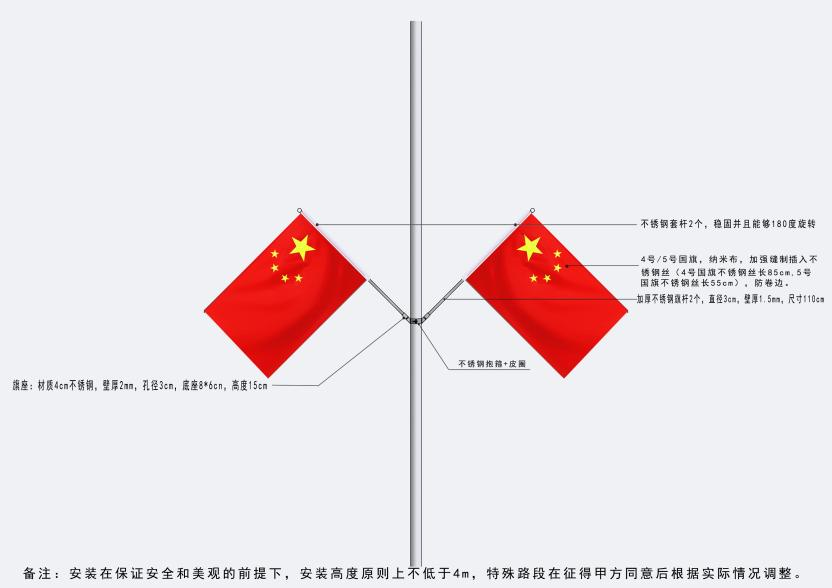 不锈钢套杆2个，稳固并且能够180度旋转
4号/5号国旗，纳米布，加强缝制插入不
锈钢丝（4号国旗不锈钢丝长85cm,5号
国旗不锈钢丝长55cm），防卷边。
加厚不锈钢旗杆2个，直径3cm，壁厚1.5mm，尺寸110cm
不锈钢抱箍+皮圈
旗座：材质4cm不锈钢，壁厚2mm，孔径3cm，底座8*6cn，高度15cm
备注：安装在保证安全和美观的前提下，安装高度原则上不低于4m，特殊路段在征得甲方同意后根据实际情况调整。